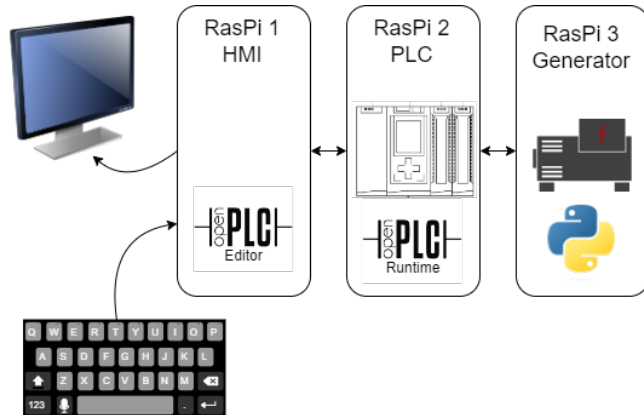 RasPi 1
HMI
RasPi 2
PLC
RasPi 3
Generator
open PLC
Editor
open PLC
Runtime
Q W E R T Y U I O P
A S D F G H J K L
Z X C V B N M
123 .